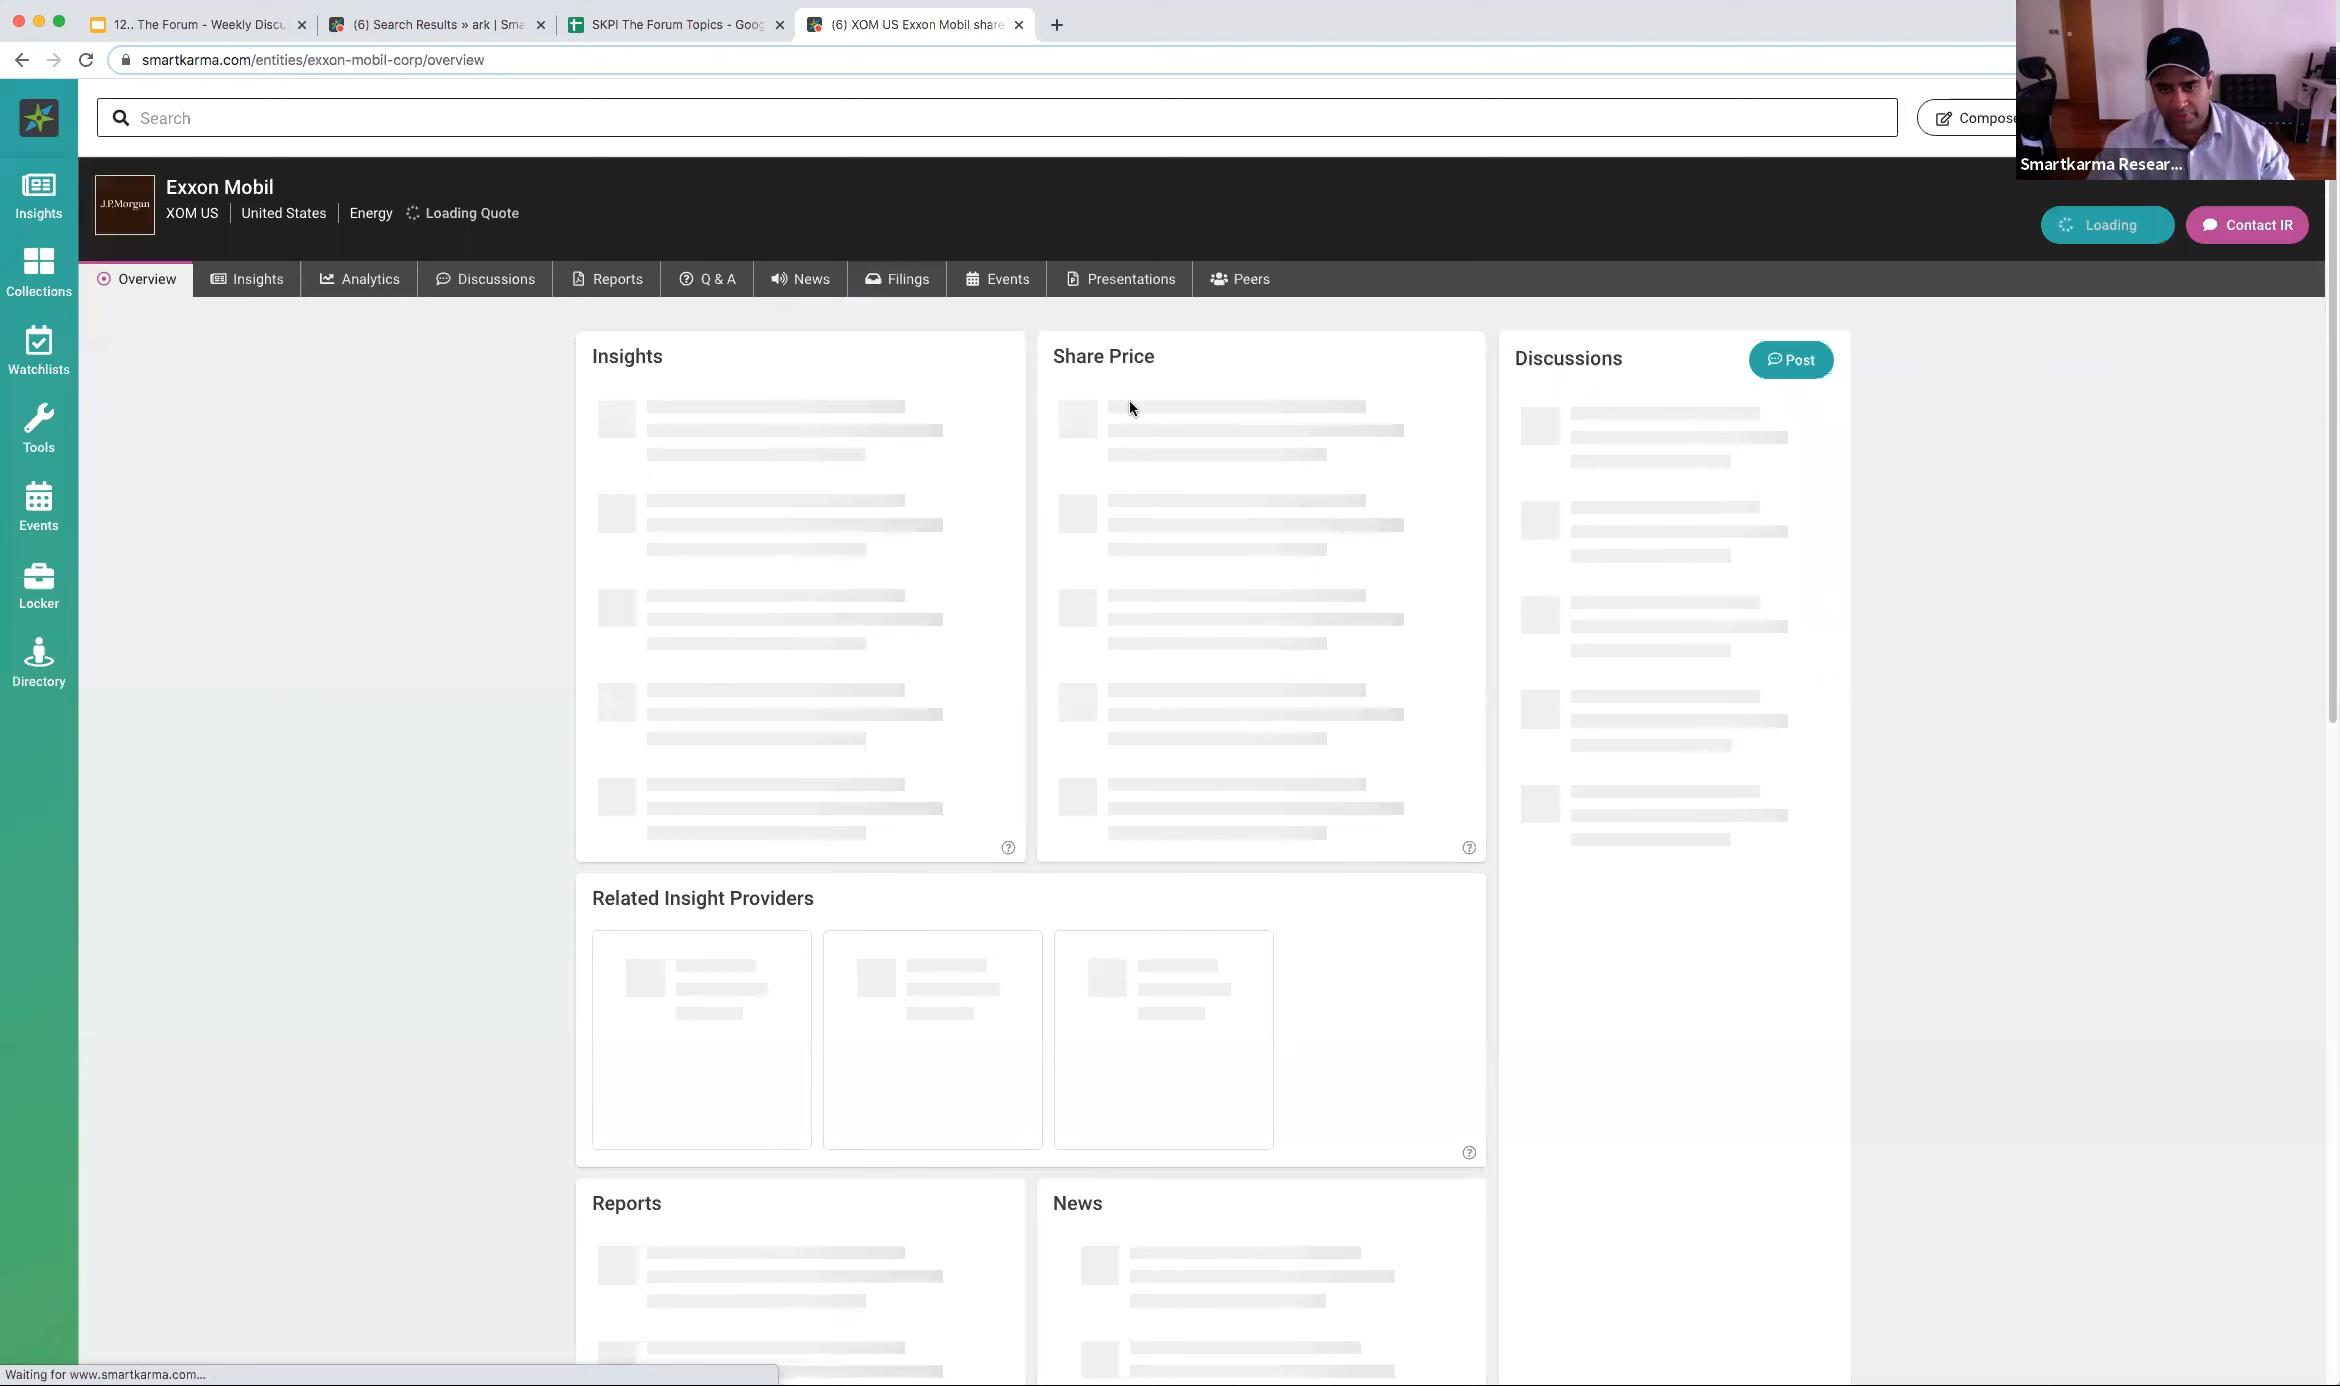 12.. The Forum - Weekly Discu
(6) Search Results » ark | Sma
SKPI The Forum Topics - Goog
(6) XOM US Exxon Mobil share
smartkarma.com/entities/exxon-mobil-corp/overview
Search
Compose
Smartkarma Resear...
J.P.Morgan
Exxon Mobil
XOM US
United States
Energy
Loading Quote
Loading
Contact IR
Overview
Insights
Analytics
Discussions
Reports
Q & A
News
Filings
Events
Presentations
Peers
Insights
Collections
Watchlists
Tools
Events
Locker
Directory
Insights
Share Price
Discussions
Post
Related Insight Providers
Reports
News
Waiting for www.smartkarma.com...